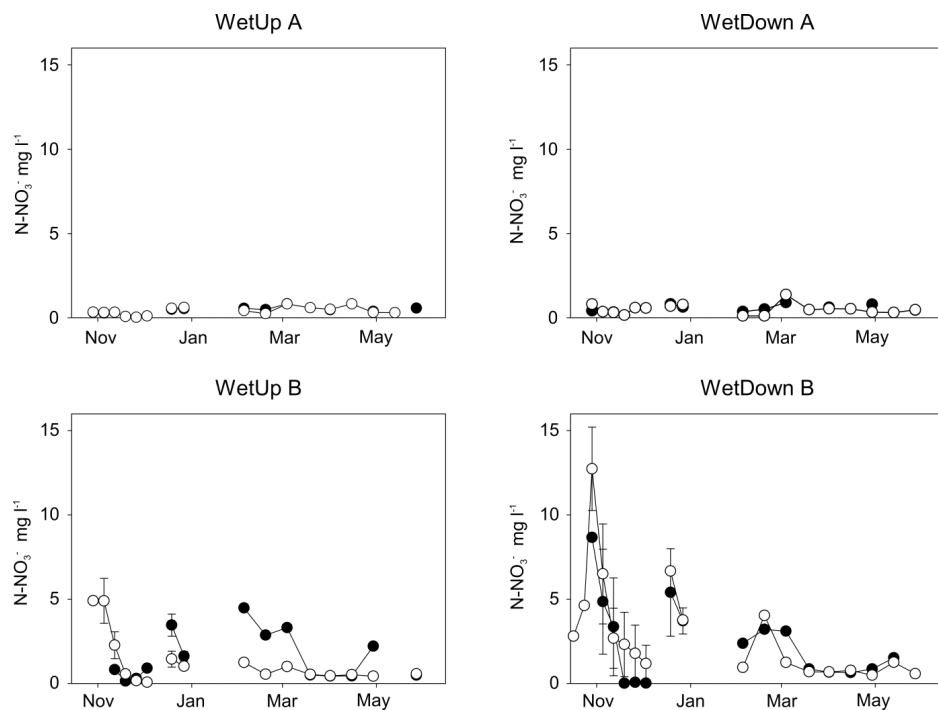 WetUp A
WetDown A
15
10
5
0
N-NO₃⁻ mg l⁻¹
Nov Jan Mar May
15
10
5
0
N-NO₃⁻ mg l⁻¹
Nov Jan Mar May
WetUp B
WetDown B
15
10
5
0
N-NO₃⁻ mg l⁻¹
Nov Jan Mar May
15
10
5
0
N-NO₃⁻ mg l⁻¹
Nov Jan Mar May